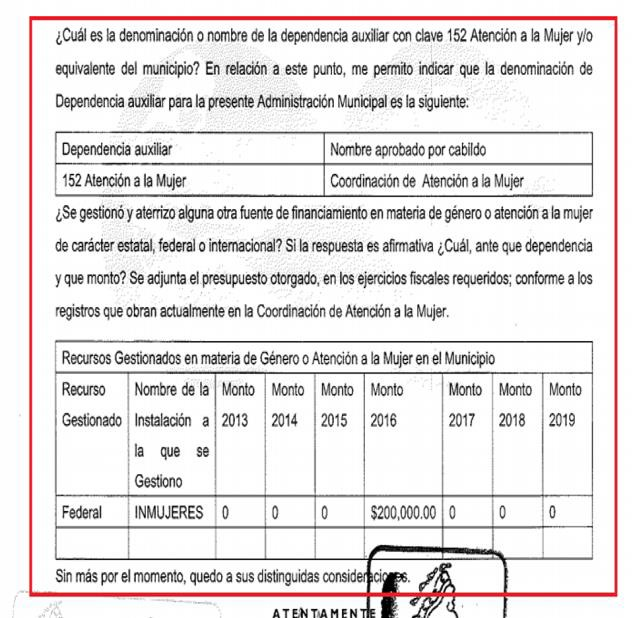 ¿Cuál es la denominación o nombre de la dependencia auxiliar con clave 152 Atención a la Mujer y/o
equivalente del municipio? En relación a este punto, me permito indicar que la denominación de
Dependencia auxiliar para la presente Administración Municipal es la siguiente:
Dependencia auxiliar Nombre aprobado por cabildo
152 Atención a la Mujer Coordinación de Atención a la Mujer
¿Se gestionó y aterrizo alguna otra fuente de financiamiento en materia de género o atención a la mujer
de carácter estatal, federal o internacional? Si la respuesta es afirmativa ¿Cuál, ante que dependencia
y que monto? Se adjunta el presupuesto otorgado, en los ejercicios fiscales requeridos; conforme a los
registros que obran actualmente en la Coordinación de Atención a la Mujer.
Recursos Gestionados en materia de Género o Atención a la Mujer en el Municipio
Recurso Nombre de la Monto Monto Monto Monto Monto Monto Monto
Gestionado Instalación a 2013 2014 2015 2016 2017 2018 2019
la que se
Gestiono
Federal INMUJERES 0 0 0 $200,000.00 0 0 0
Sin más por el momento, quedo a sus distinguidas consideraciones.
ATENTAMENTE